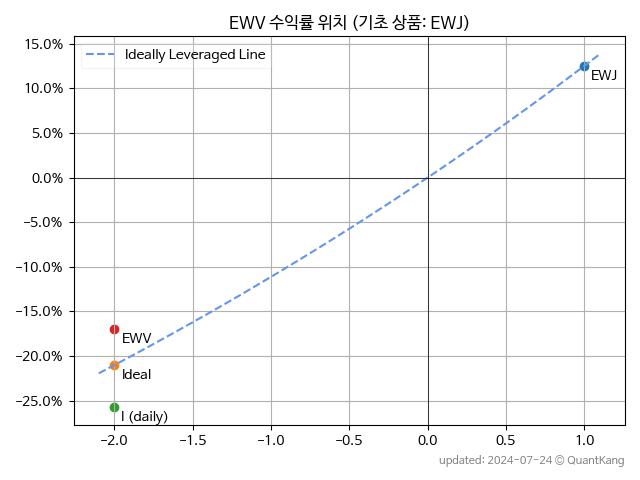 EWV 수익률 위치 (기초 상품: EWJ)
15.0%
10.0%
5.0%
0.0%
−5.0%
−10.0%
−15.0%
−20.0%
−25.0%
Ideally Leveraged Line
EWJ
EWV
Ideal
I (daily)
−2.0
−1.5
−1.0
−0.5
0.0
0.5
1.0
updated: 2024-07-24 © QuantKang